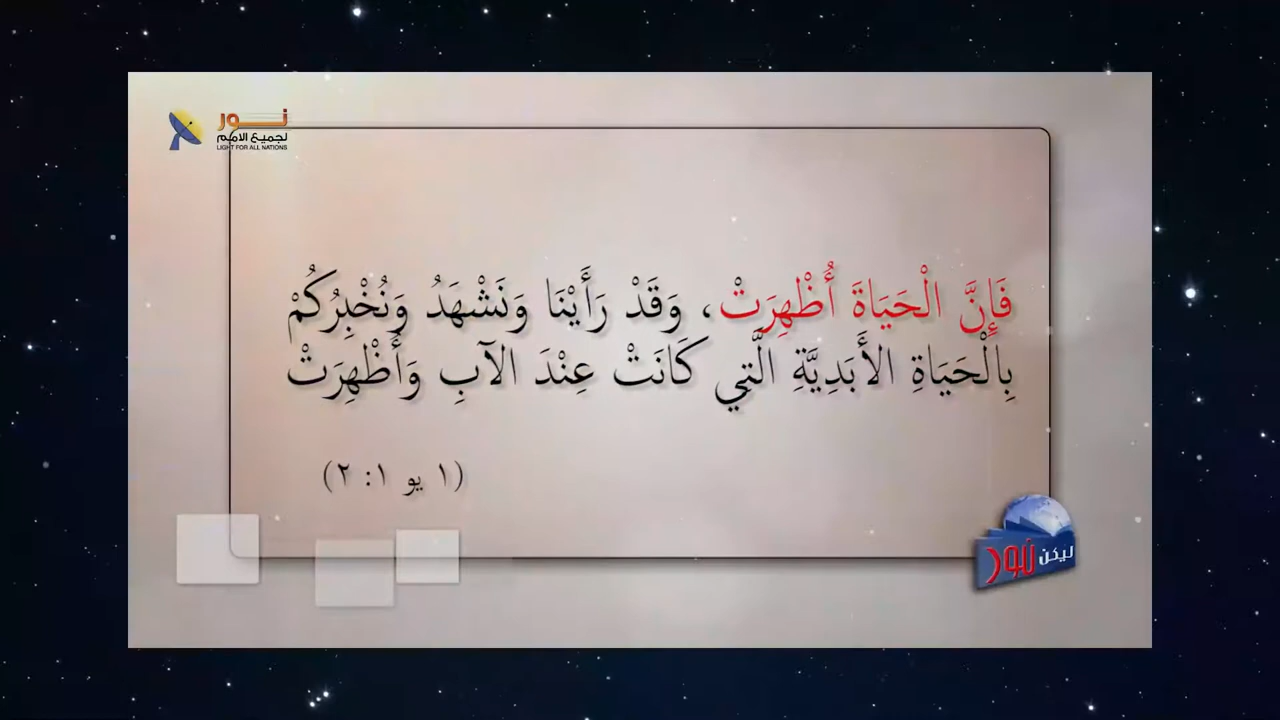 نور
لجميع الامم
LIGHT FOR ALL NATIONS
فَإِنَّ الْحَيَاةَ أُظْهِرَتْ، وَقَدْ رَأَيْنَا وَنَشْهَدُ وَنُخْبِرُكُمْ
بِالْحَيَاةِ الأَبَدِيَّةِ الَّتِي كَانَتْ عِنْدَ الآبِ وَأُظْهِرَتْ
(١ يو ١: ٢)
ليكن نور